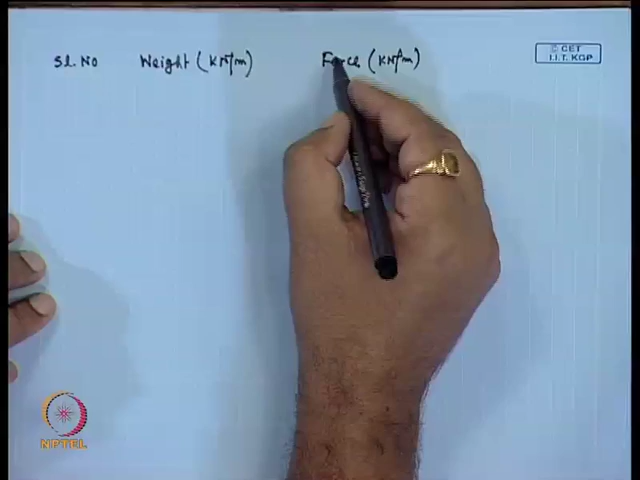 Sl. No Weight (kN/m) Force (kN/m)
© CET
I.I.T. KGP
NPTEL